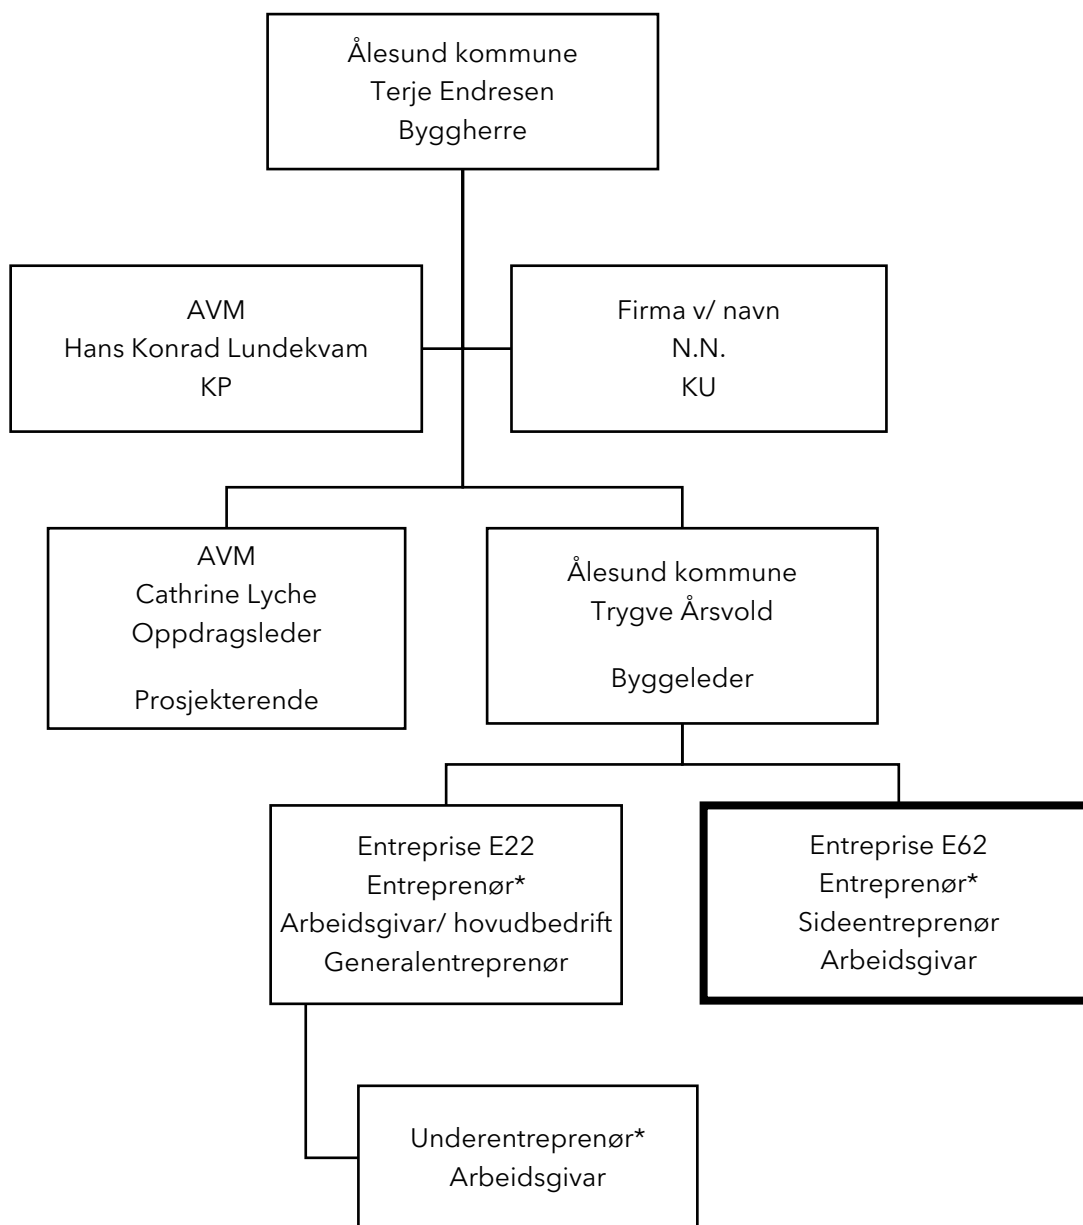 Ålesund kommune
Terje Endresen
Byggherre
AVM
Hans Konrad Lundekvam
KP
Firma v/ navn
N.N.
KU
AVM
Cathrine Lyche
Oppdragsleder
Prosjekterende
Ålesund kommune
Trygve Årsvold
Byggeleder
Entreprise E22
Entreprenør*
Arbeidsgivar/ hovudbedrift
Generalentreprenør
Entreprise E62
Entreprenør*
Sideentreprenør
Arbeidsgivar
Underentreprenør*
Arbeidsgivar